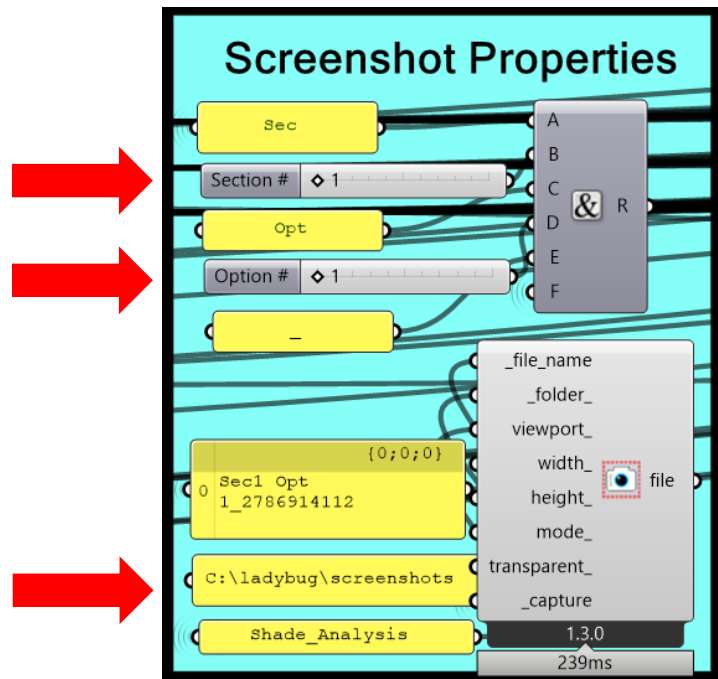 Screenshot Properties
Sec
Section # 1
Opt
Option # 1
_
A
B
C
D
E
F
&
R
{0;0;0}
0 Sec1 Opt
1_2786914112
C:\ladybug\screenshots
Shade_Analysis
_file_name
_folder_
viewport_
width_
height_
mode_
transparent_
_capture
file
1.3.0
239ms